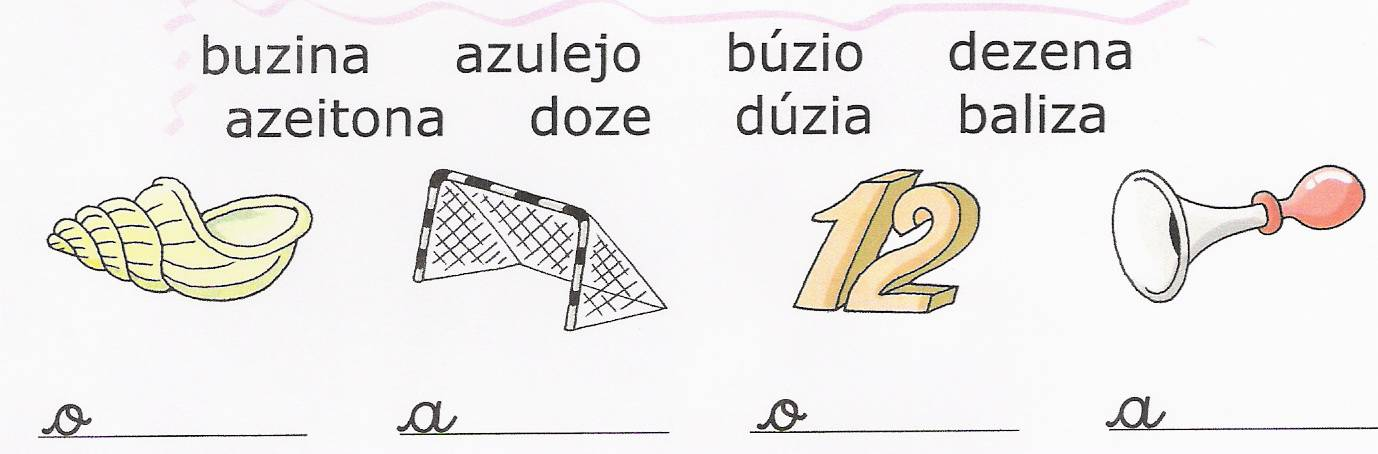 buzina azulejo búzio dezena
azeitona doze dúzia baliza
12
o a o a